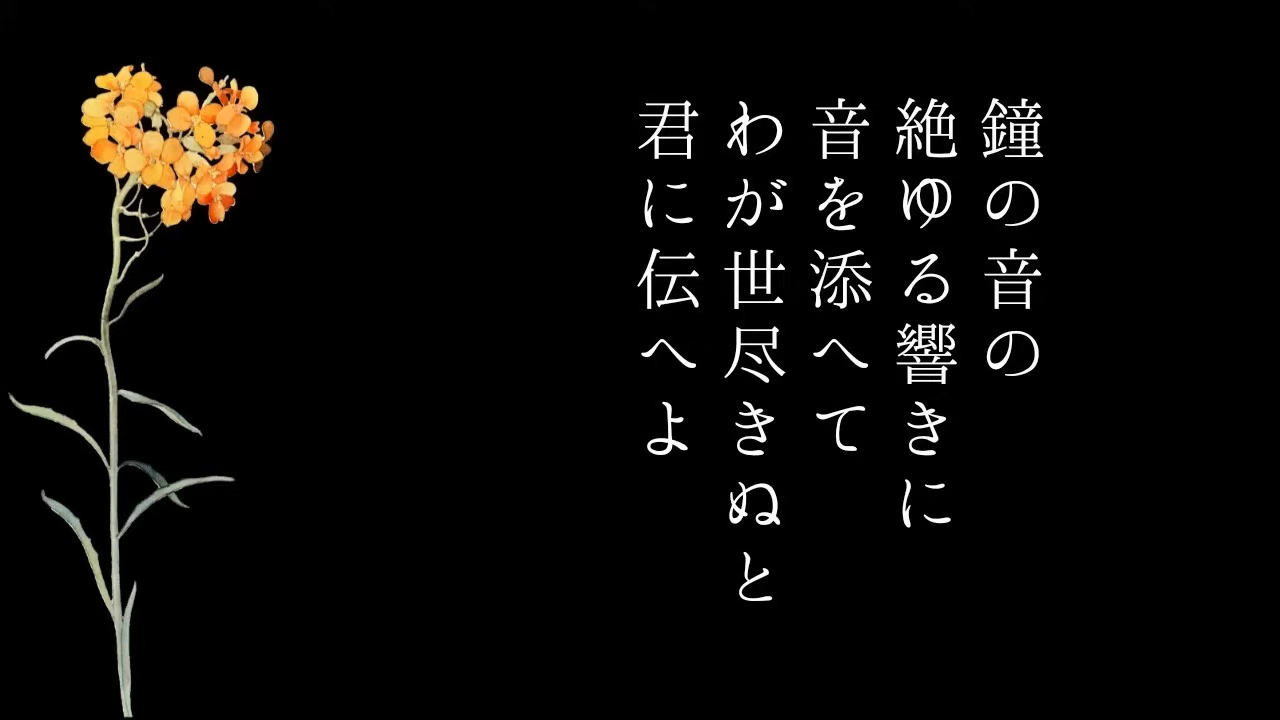 鐘の音の
絶ゆる響きに
音を添へて
わが世尽きぬと
君に伝へよ